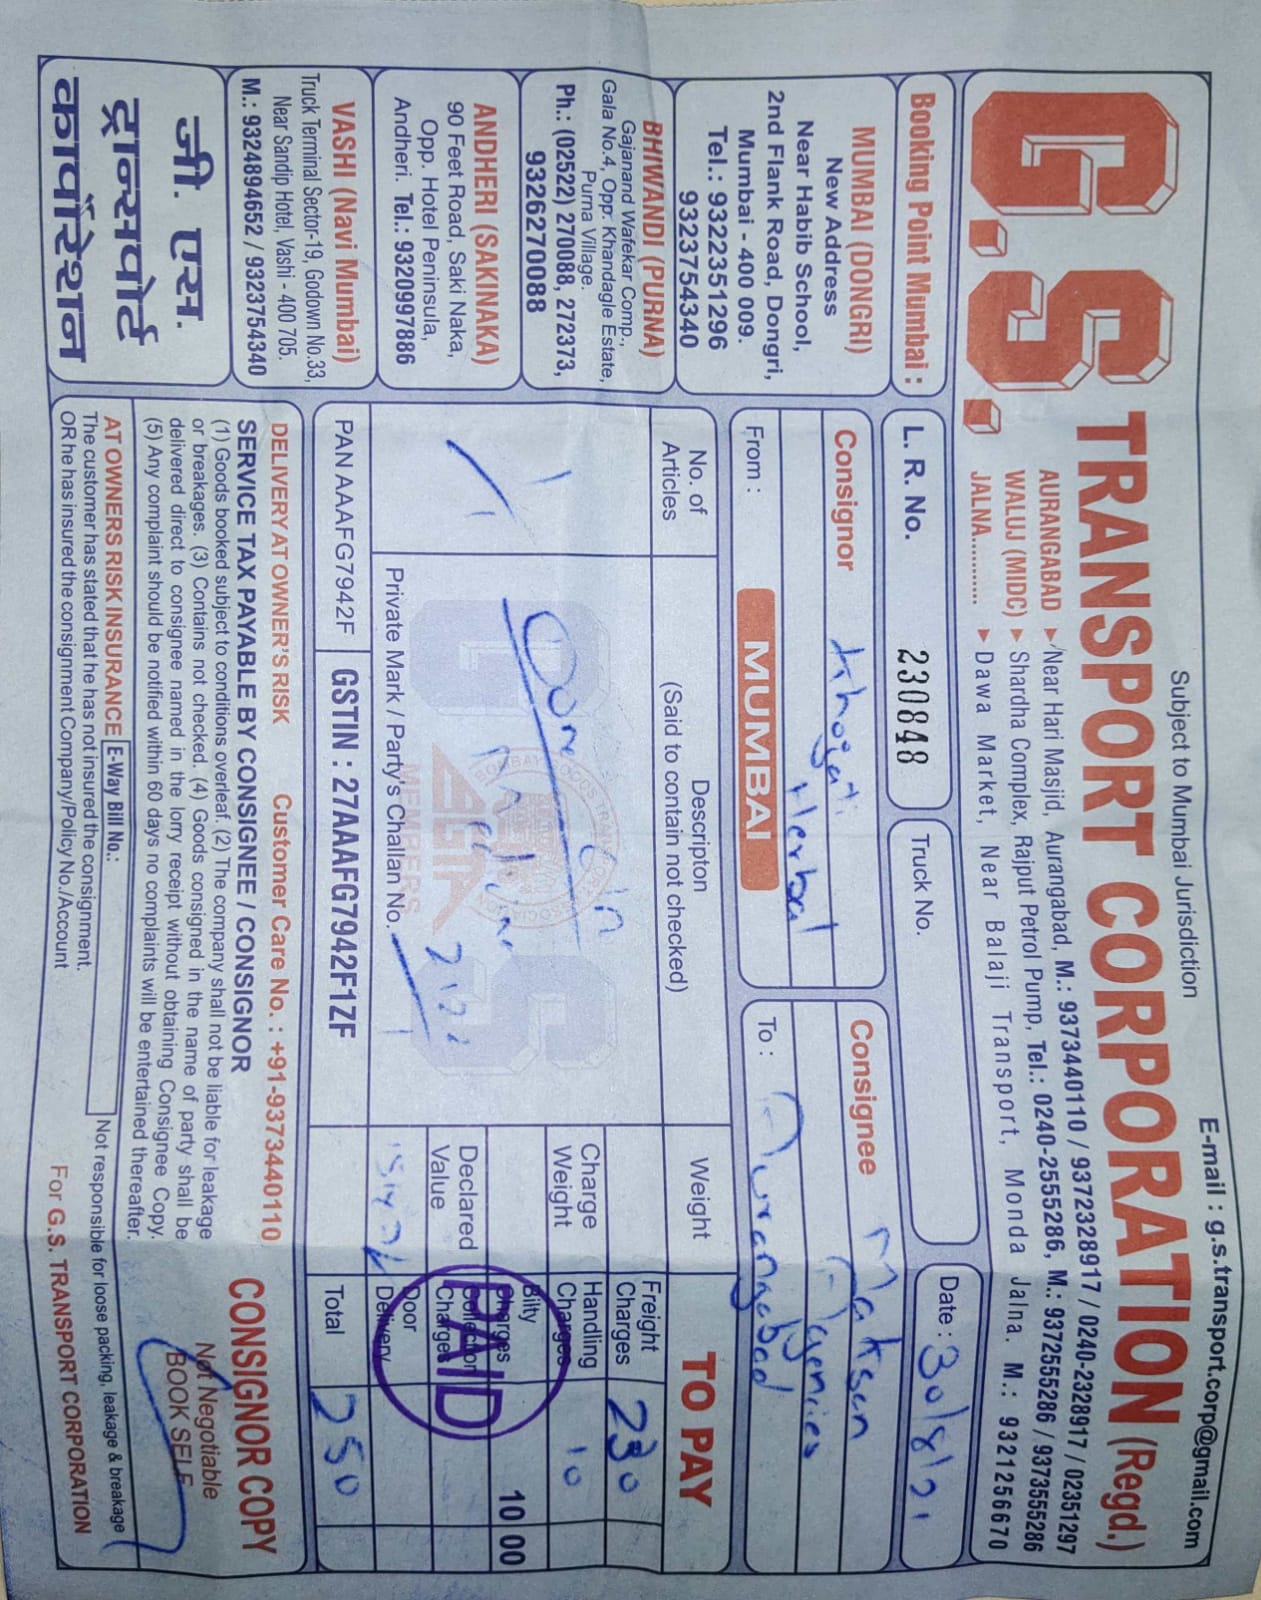 Subject to Mumbai Jurisdiction
E-mail : g.s.transport.corp@gmail.com
G.S. TRANSPORT CORPORATION (Regd.)
AURANGABAD ➤ Near Hari Masjid, Aurangabad, M.: 9373440110 / 9372328917 / 0240-2328917 / 02351297
WALUJ (MIDC) ➤ Shardha Complex, Rajput Petrol Pump, Tel.: 0240-2555286, M.: 9372555286 / 9373555286
JALNA............ ➤ Dawa Market, Near Balaji Transport, Monda Jalna. M.: 9321256670
Booking Point Mumbai :
MUMBAI (DONGRI)
New Address
Near Habib School,
2nd Flank Road, Dongri,
Mumbai - 400 009.
Tel.: 9322351296
9323754340
BHIWANDI (PURNA)
Gajanand Wafekar Comp.,
Gala No.4, Opp. Khandagle Estate,
Purna Village.
Ph.: (02522) 270088, 272373,
9326270088
ANDHERI (SAKINAKA)
90 Feet Road, Saki Naka,
Opp. Hotel Peninsula,
Andheri. Tel.: 9320997886
VASHI (Navi Mumbai)
Truck Terminal Sector-19, Godown No.33,
Near Sandip Hotel, Vashi - 400 705.
M.: 9324894652 / 9323754340
जी. एस.
ट्रान्सपोर्ट
कार्पोरेशन
L. R. No. 230848
Truck No.
Date : 30/8/21
Consignor
Herbal
Consignee Maksen
Agencies
From : MUMBAI
To : Aurangabad
No. of
Articles
Descripton
(Said to contain not checked)
Weight
TO PAY
One
Machine
BOMBAY GOODS TRANSPORT ASSOCIATION
BGTA
MEMBERS
Private Mark / Party's Challan No.
Charge
Weight
Declared
Value
Freight
Charges 230
Handling
Charges 10
Bilty
Charges 10 00
Collection
Charges
Door
Delivery
Total 250
PAID
PAN AAAFG7942F
GSTIN : 27AAAFG7942F1ZF
DELIVERY AT OWNER'S RISK Customer Care No. : +91-9373440110
SERVICE TAX PAYABLE BY CONSIGNEE / CONSIGNOR
(1) Goods booked subject to conditions overleaf. (2) The company shall not be liable for leakage
or breakages. (3) Contains not checked. (4) Goods consigned in the name of party shall be
delivered direct to consignee named in the lorry receipt without obtaining Consignee Copy.
(5) Any complaint should be notified within 60 days no complaints will be entertained thereafter.
CONSIGNOR COPY
Not Negotiable
BOOK SELF
AT OWNERS RISK INSURANCE E-Way Bill No.:
The customer has stated that he has not insured the consignment.
OR he has insured the consignment Company/Policy No./Account
Not responsible for loose packing, leakage & breakage
For G.S. TRANSPORT CORPORATION